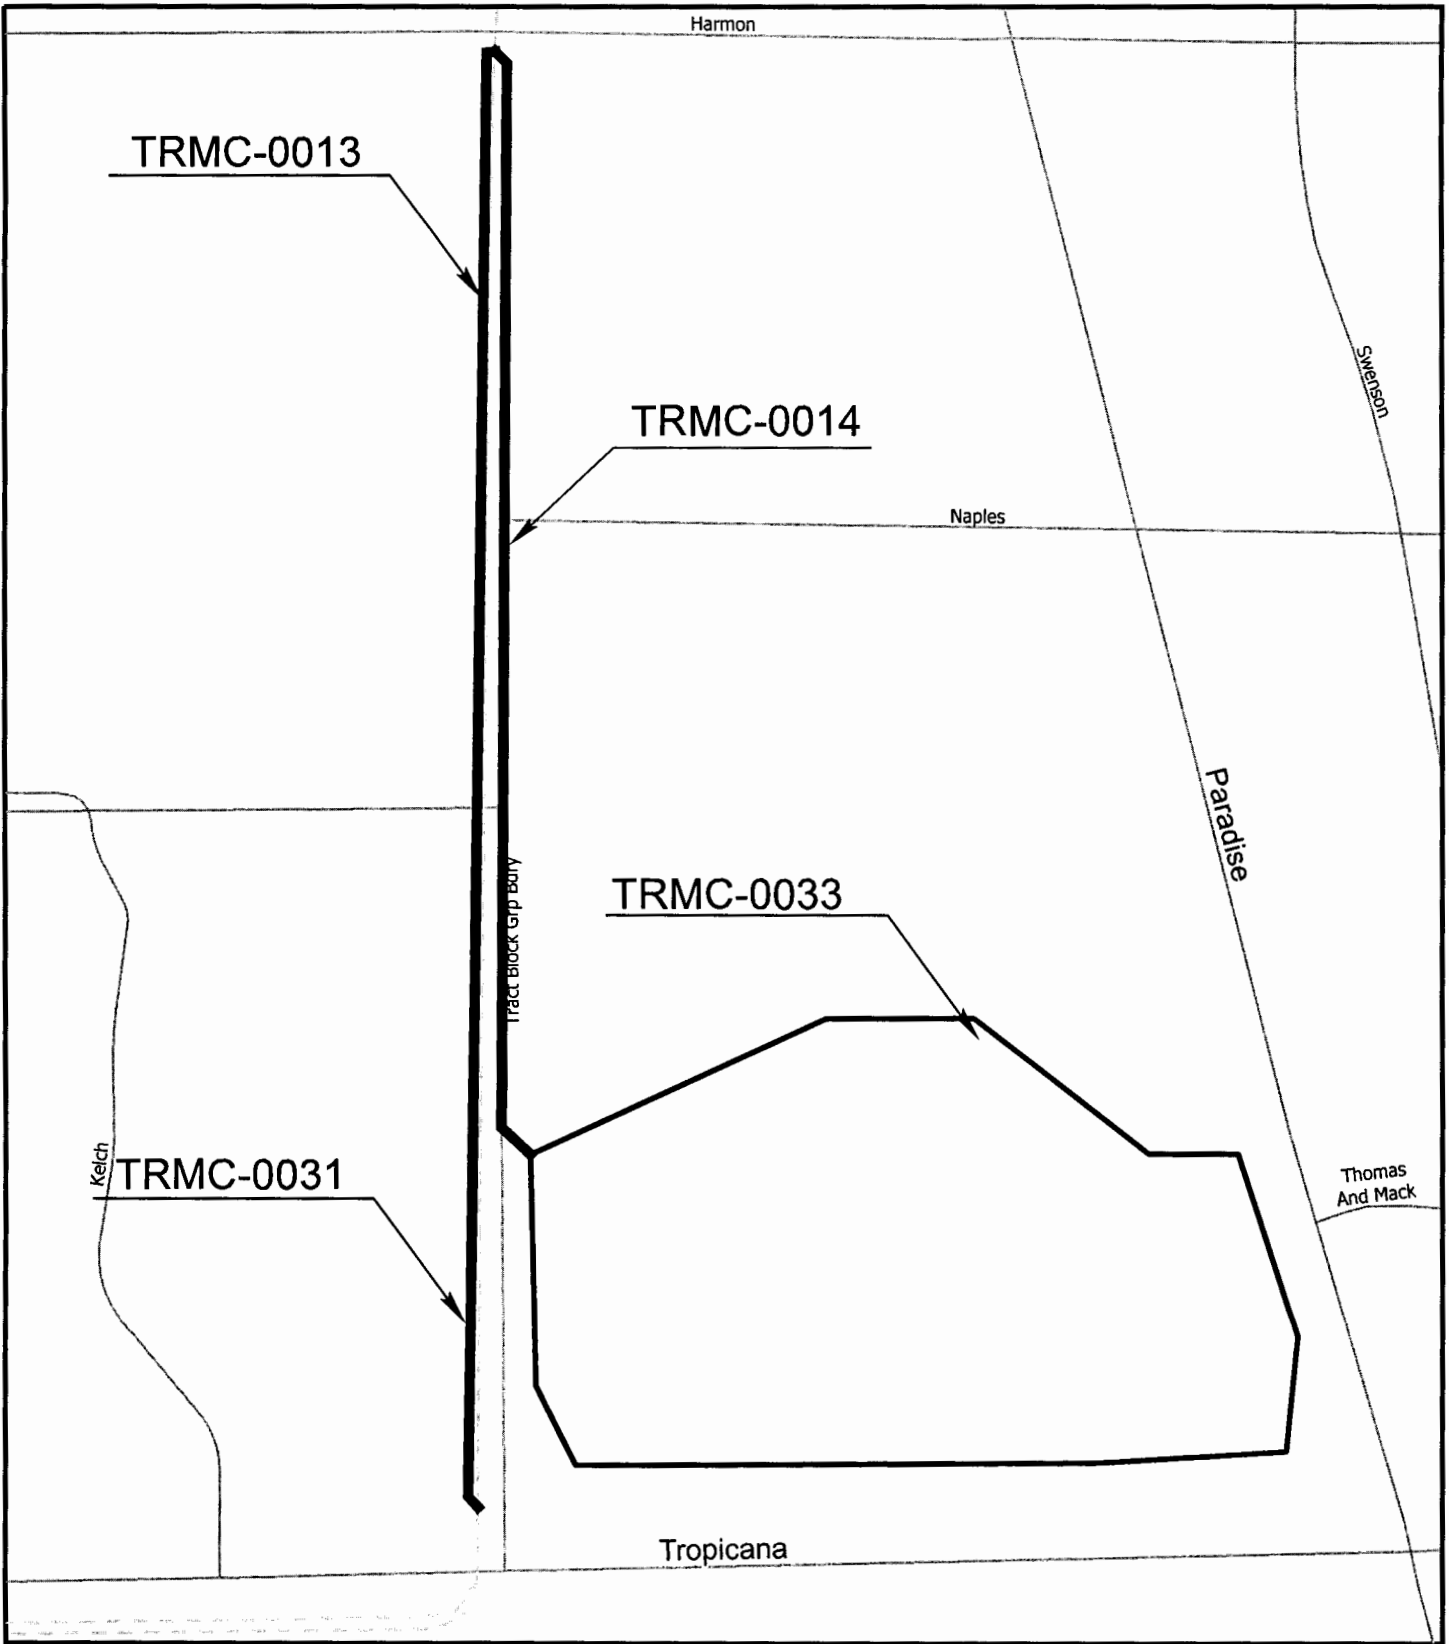 Harmon
TRMC-0013
Swenson
TRMC-0014
Naples
Paradise
Tract Block Grp Bdry
TRMC-0033
Kelch
TRMC-0031
Thomas
And Mack
Tropicana